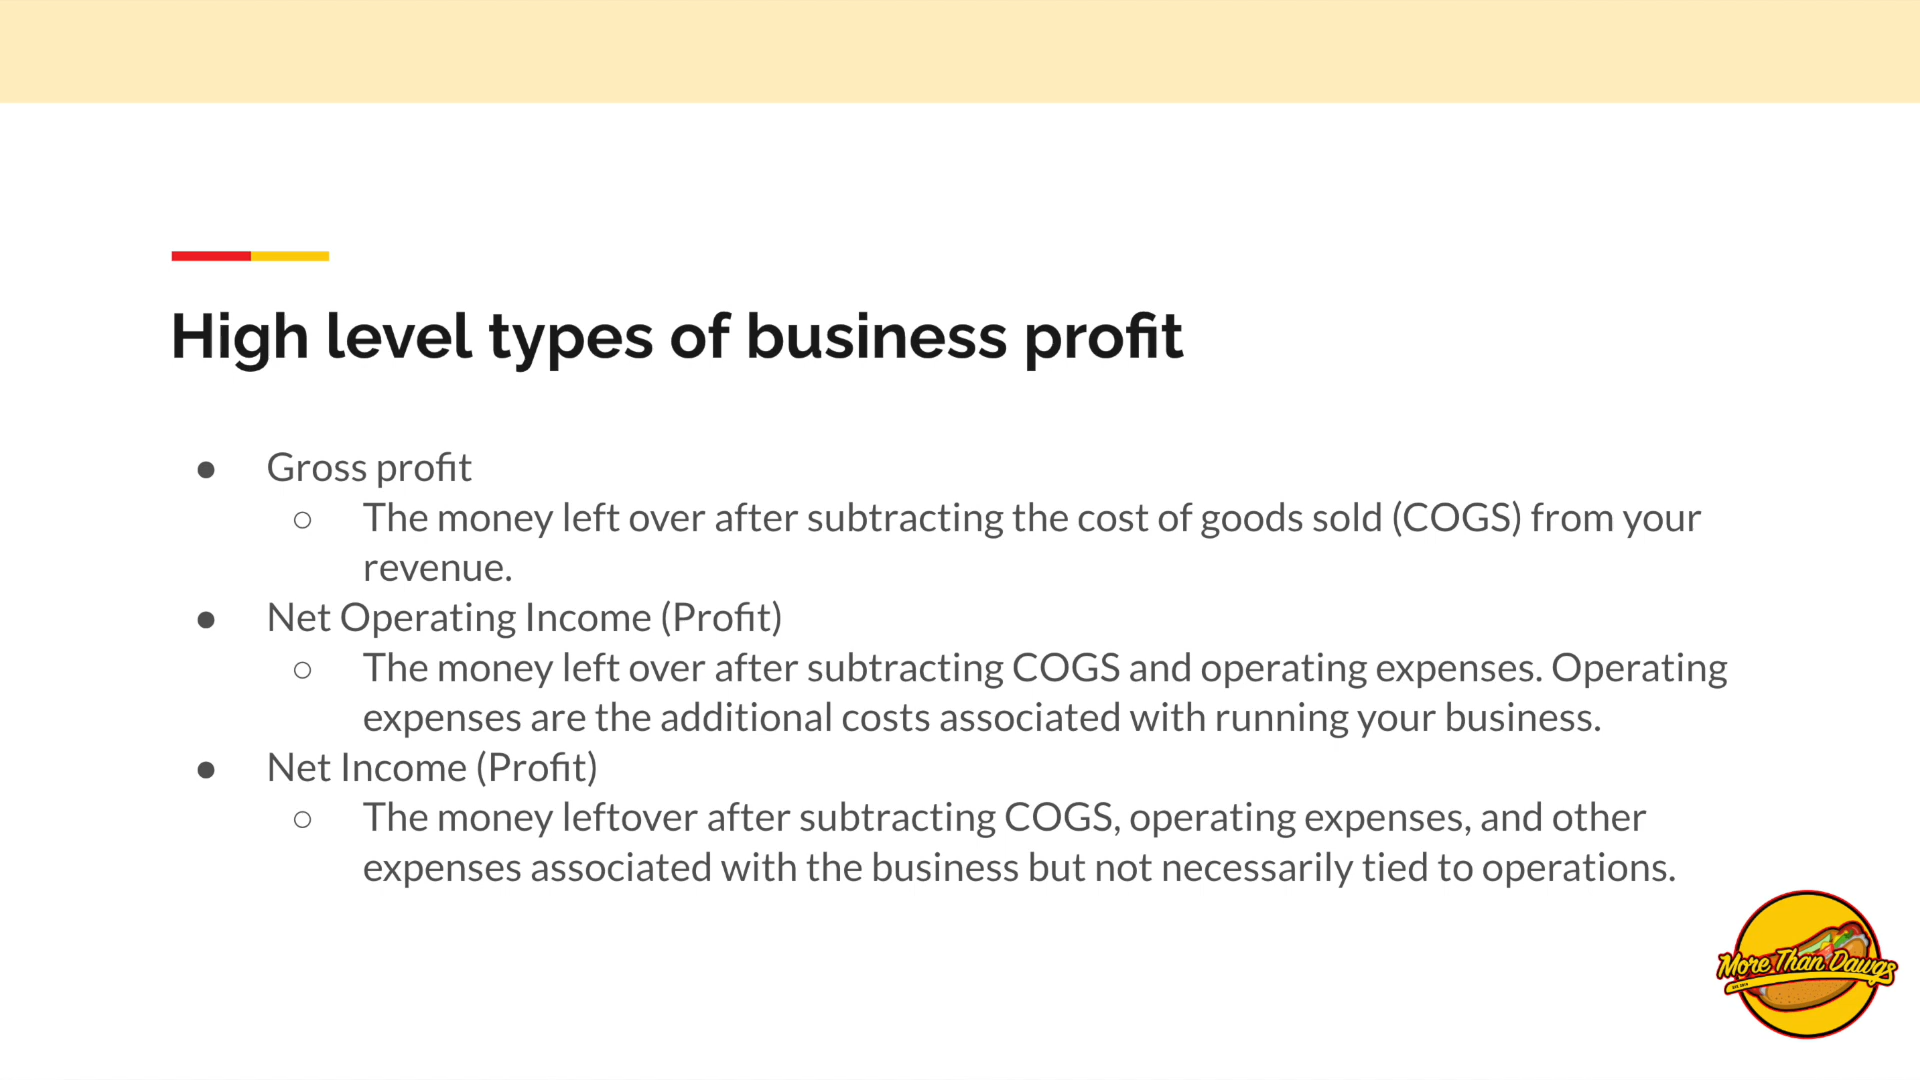 High level types of business profit
● Gross profit
○ The money left over after subtracting the cost of goods sold (COGS) from your
revenue.
● Net Operating Income (Profit)
○ The money left over after subtracting COGS and operating expenses. Operating
expenses are the additional costs associated with running your business.
● Net Income (Profit)
○ The money leftover after subtracting COGS, operating expenses, and other
expenses associated with the business but not necessarily tied to operations.
More Than Dawgs